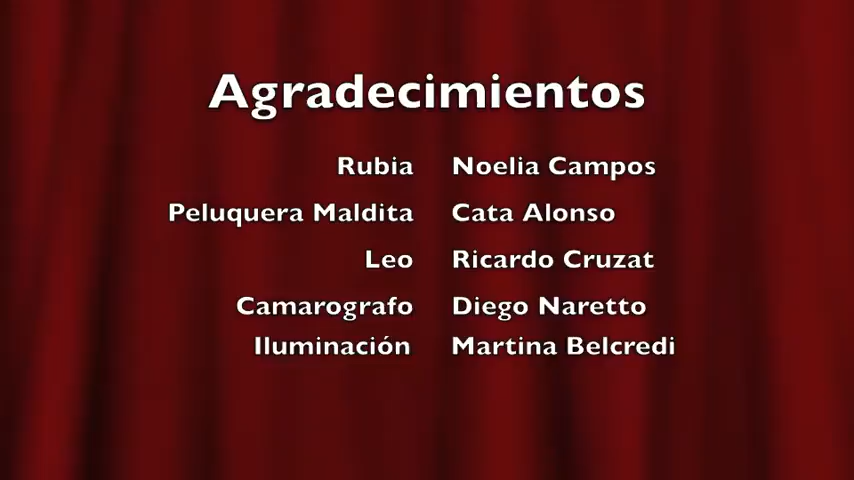 Agradecimientos
Rubia Noelia Campos
Peluquera Maldita Cata Alonso
Leo Ricardo Cruzat
Camarografo Diego Naretto
Iluminación Martina Belcredi